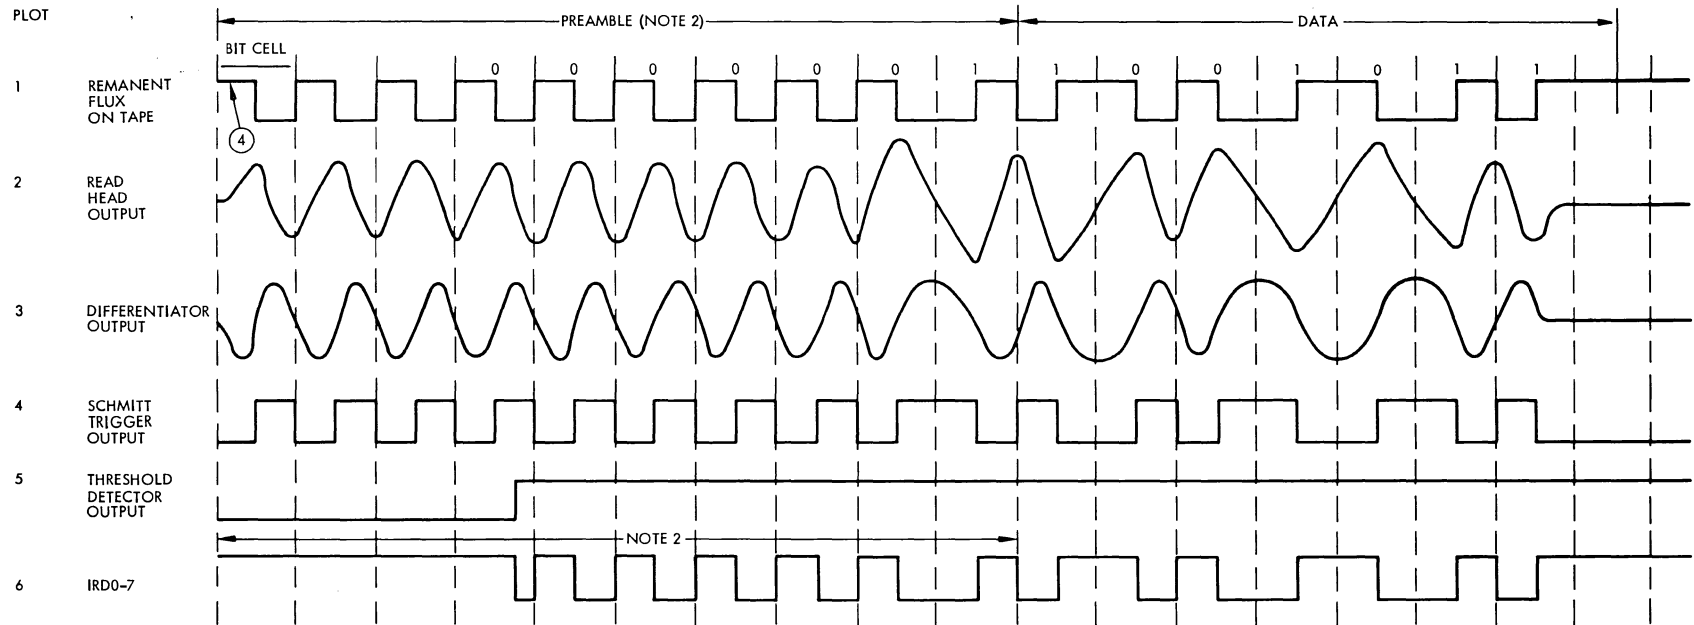 PLOT
PREAMBLE (NOTE 2)
DATA
BIT CELL
0 0 0 0 0 0 1 1 0 0 1 0 1 1
1 REMANENT
FLUX
ON TAPE
4
2 READ
HEAD
OUTPUT
3 DIFFERENTIATOR
OUTPUT
4 SCHMITT
TRIGGER
OUTPUT
5 THRESHOLD
DETECTOR
OUTPUT
NOTE 2
6 IRD0-7